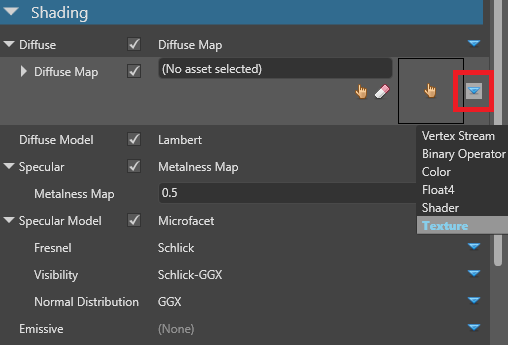 Shading
Diffuse Diffuse Map
Diffuse Map (No asset selected)
Diffuse Model Lambert
Specular Metalness Map
Metalness Map 0.5
Specular Model Microfacet
Fresnel Schlick
Visibility Schlick-GGX
Normal Distribution GGX
Emissive (None)
Vertex Stream
Binary Operator
Color
Float4
Shader
Texture